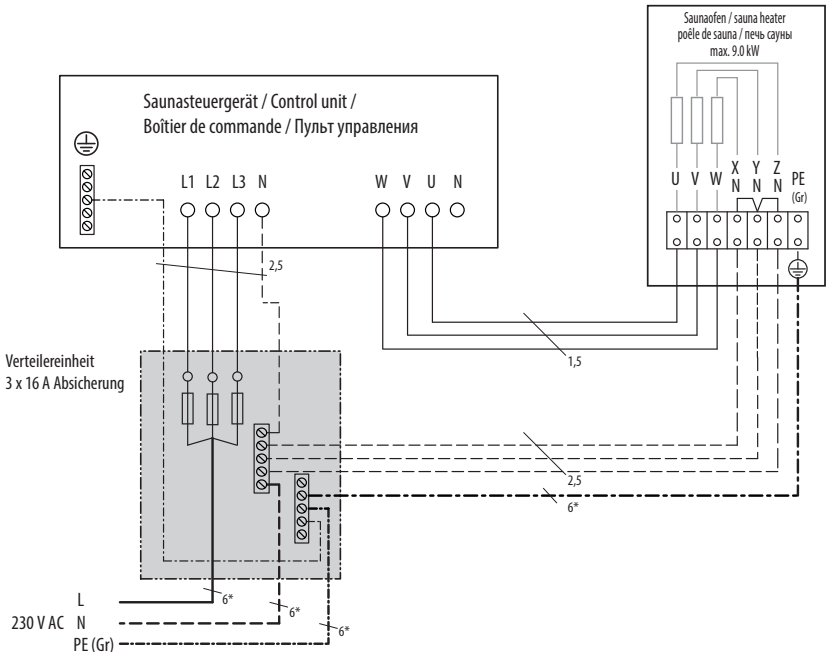 Saunaofen / sauna heater
poêle de sauna / печь сауны
max. 9.0 kW
Saunasteuergerät / Control unit /
Boîtier de commande / Пульт управления
L1 L2 L3 N
W V U N
U V W X Y Z PE
N N N (Gr)
2,5
1,5
Verteilereinheit
3 x 16 A Absicherung
2,5
6*
L
6* 6* 6*
230 V AC N
PE (Gr)